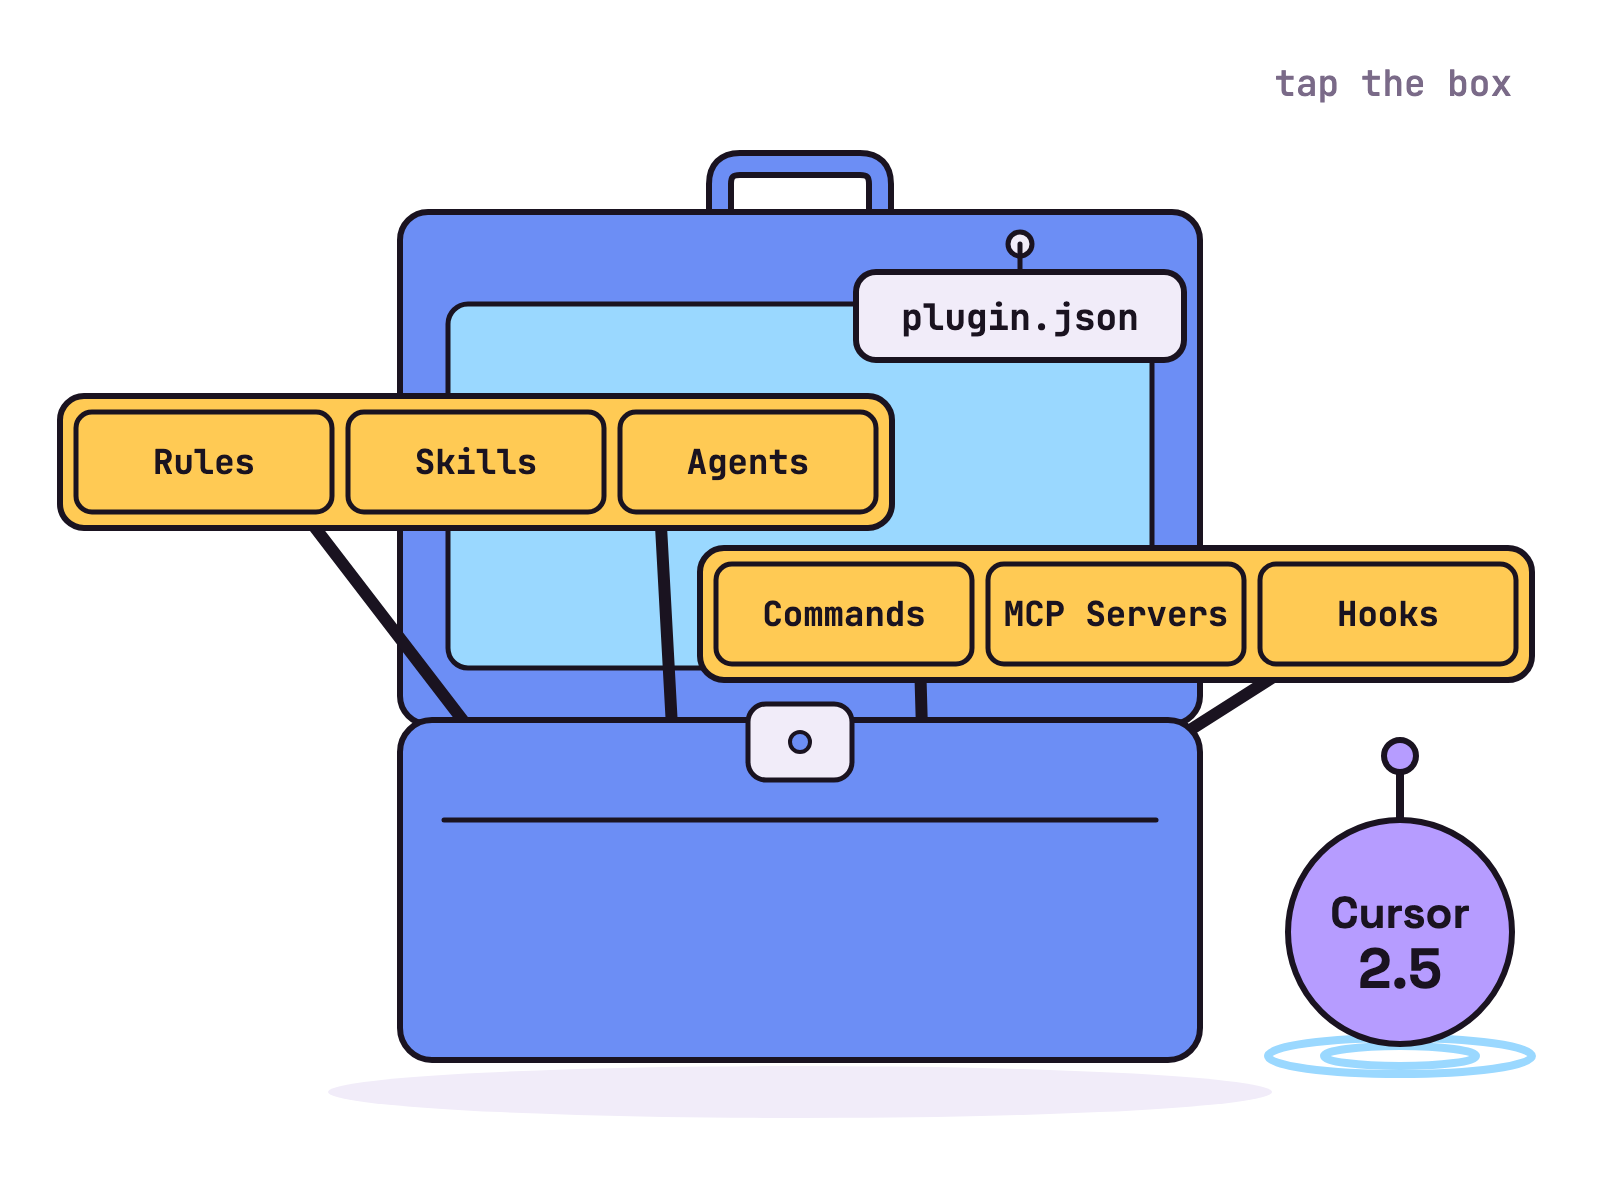 tap the box
plugin.json
Rules
Skills
Agents
Commands
MCP Servers
Hooks
Cursor
2.5